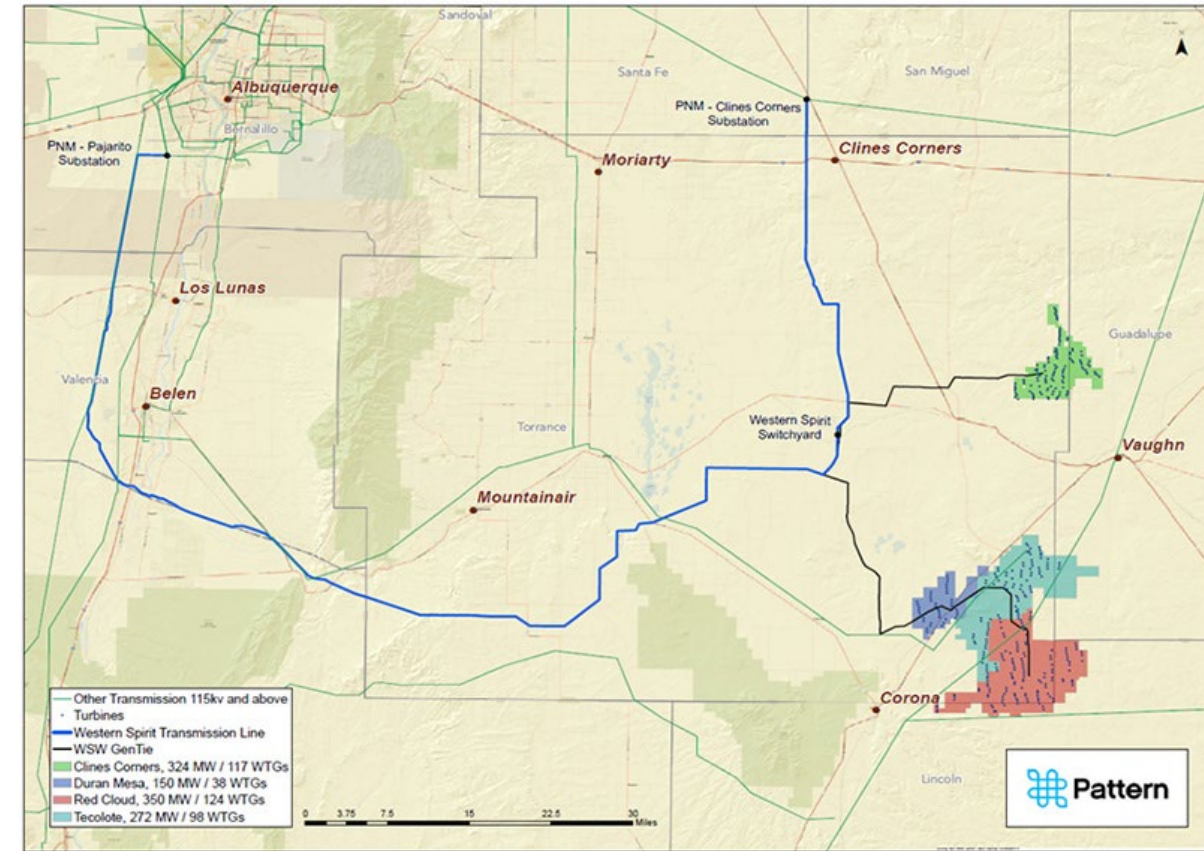 Sandoval
Santa Fe
San Miguel
Albuquerque
PNM - Clines Corners
Substation
Bernalillo
PNM - Pajarito
Substation
Clines Corners
Moriarty
Los Lunas
Guadalupe
Valencia
Belen
Torrance
Western Spirit
Switchyard
Vaughn
Mountainair
Corona
Other Transmission 115kv and above
Turbines
Western Spirit Transmission Line
WSW GenTie
Clines Corners, 324 MW / 117 WTGs
Duran Mesa, 150 MW / 38 WTGs
Red Cloud, 350 MW / 124 WTGs
Tecolote, 272 MW / 98 WTGs
Lincoln
Pattern
0 3.75 7.5 15 22.5 30
Miles